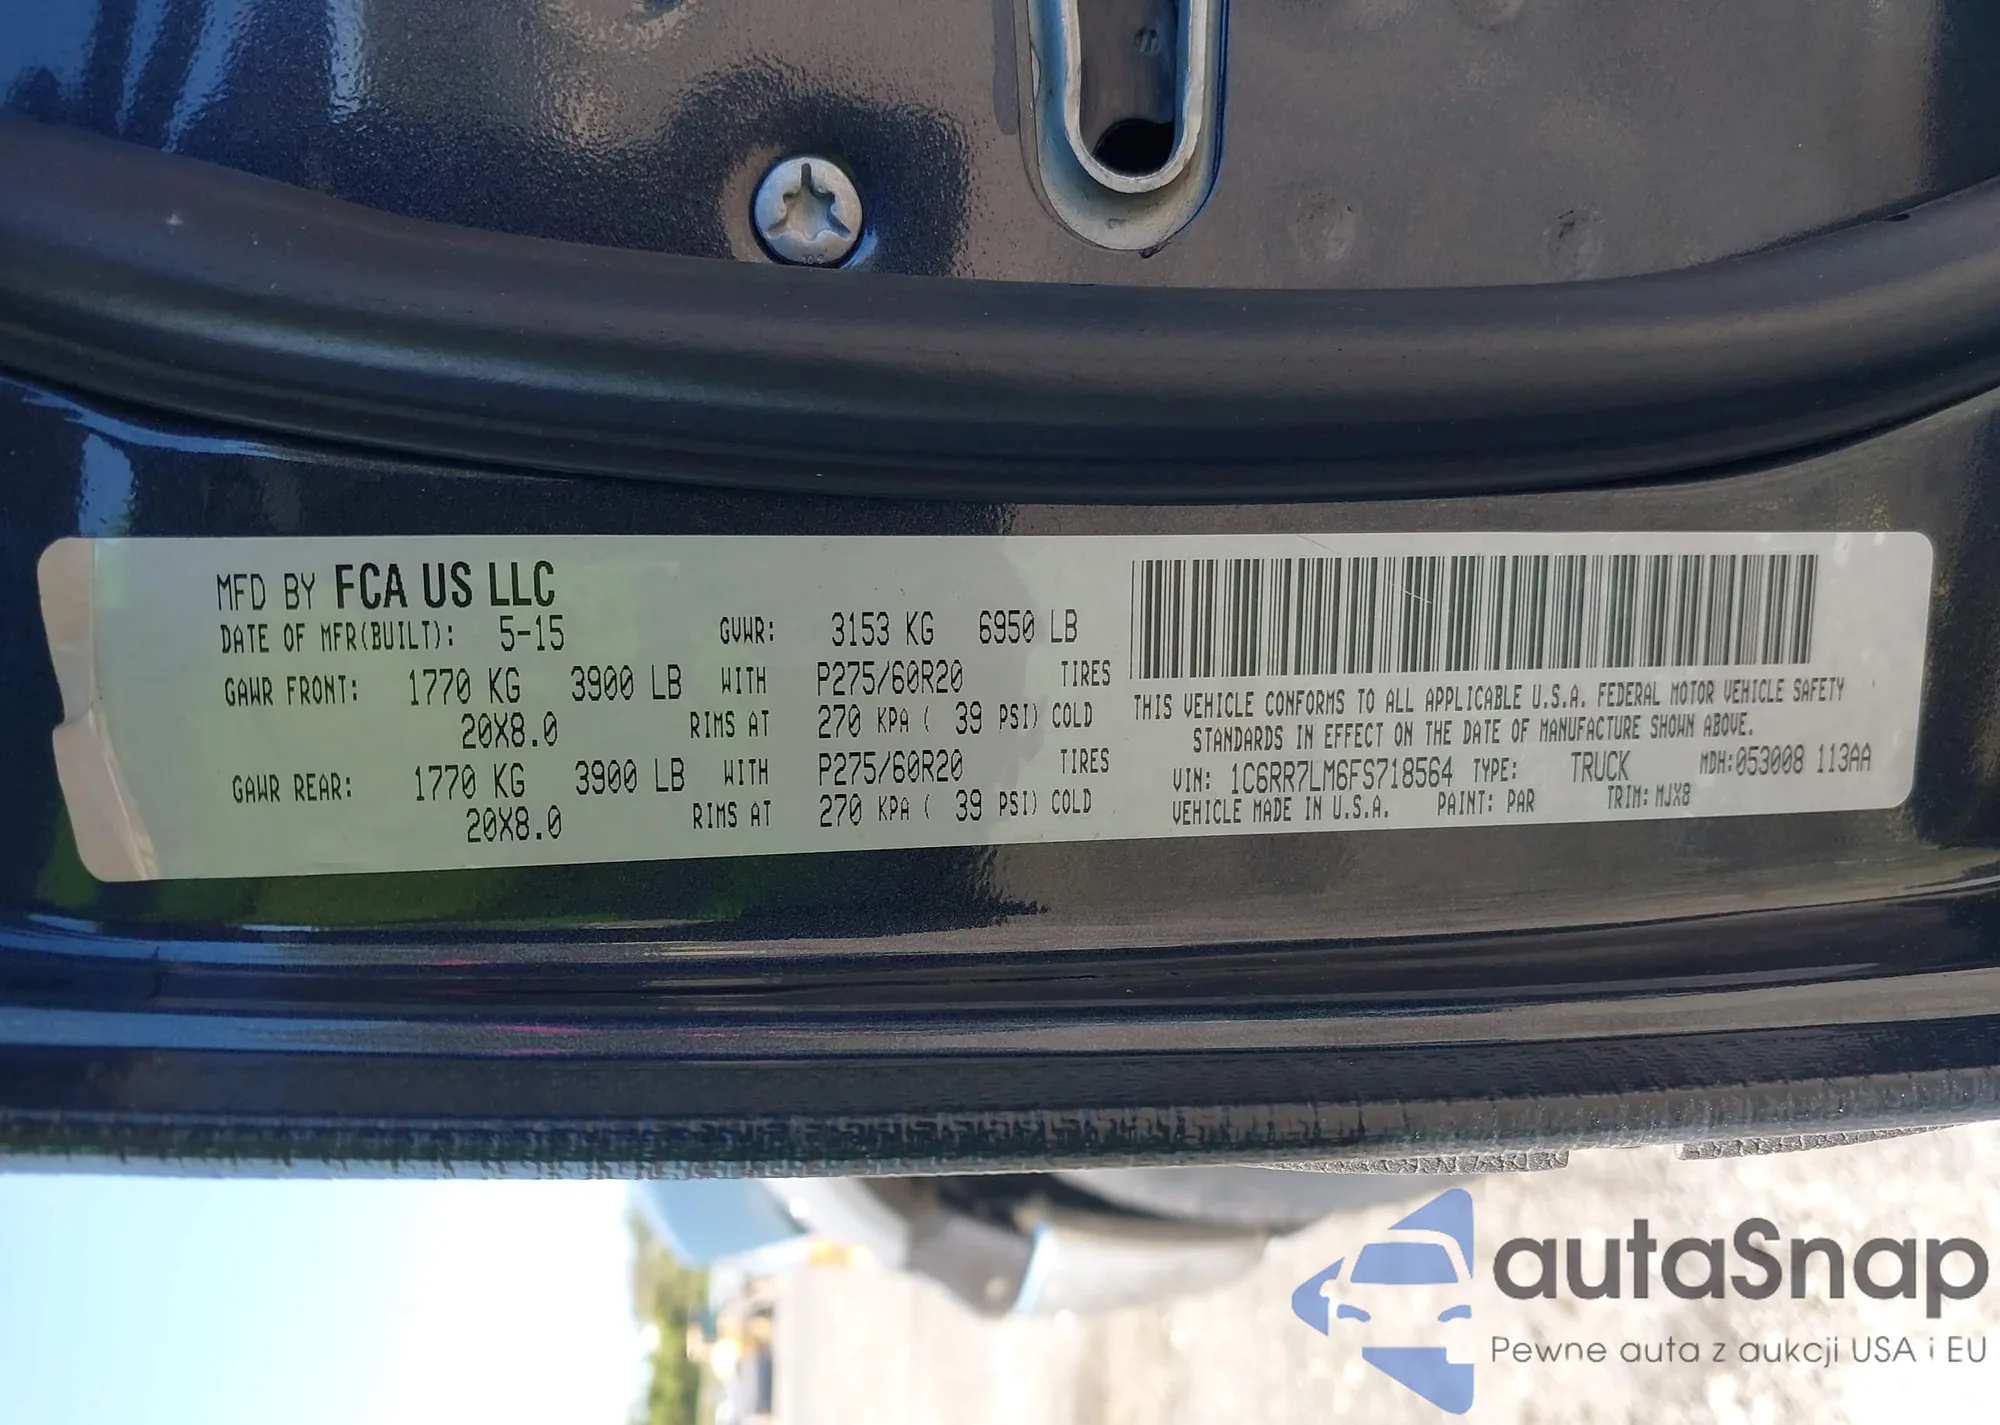 MFD BY FCA US LLC
DATE OF MFR(BUILT): 5-15 GVWR: 3153 KG 6950 LB
GAWR FRONT: 1770 KG 3900 LB WITH P275/60R20 TIRES
20X8.0 RIMS AT 270 KPA ( 39 PSI) COLD
GAWR REAR: 1770 KG 3900 LB WITH P275/60R20 TIRES
20X8.0 RIMS AT 270 KPA ( 39 PSI) COLD
THIS VEHICLE CONFORMS TO ALL APPLICABLE U.S.A. FEDERAL MOTOR VEHICLE SAFETY
STANDARDS IN EFFECT ON THE DATE OF MANUFACTURE SHOWN ABOVE.
VIN: 1C6RR7LM6FS718564 TYPE: TRUCK MDH:053008 113AA
VEHICLE MADE IN U.S.A. PAINT: PAR TRIM: MJX8
autaSnap
Pewne auta z aukcji USA i EU